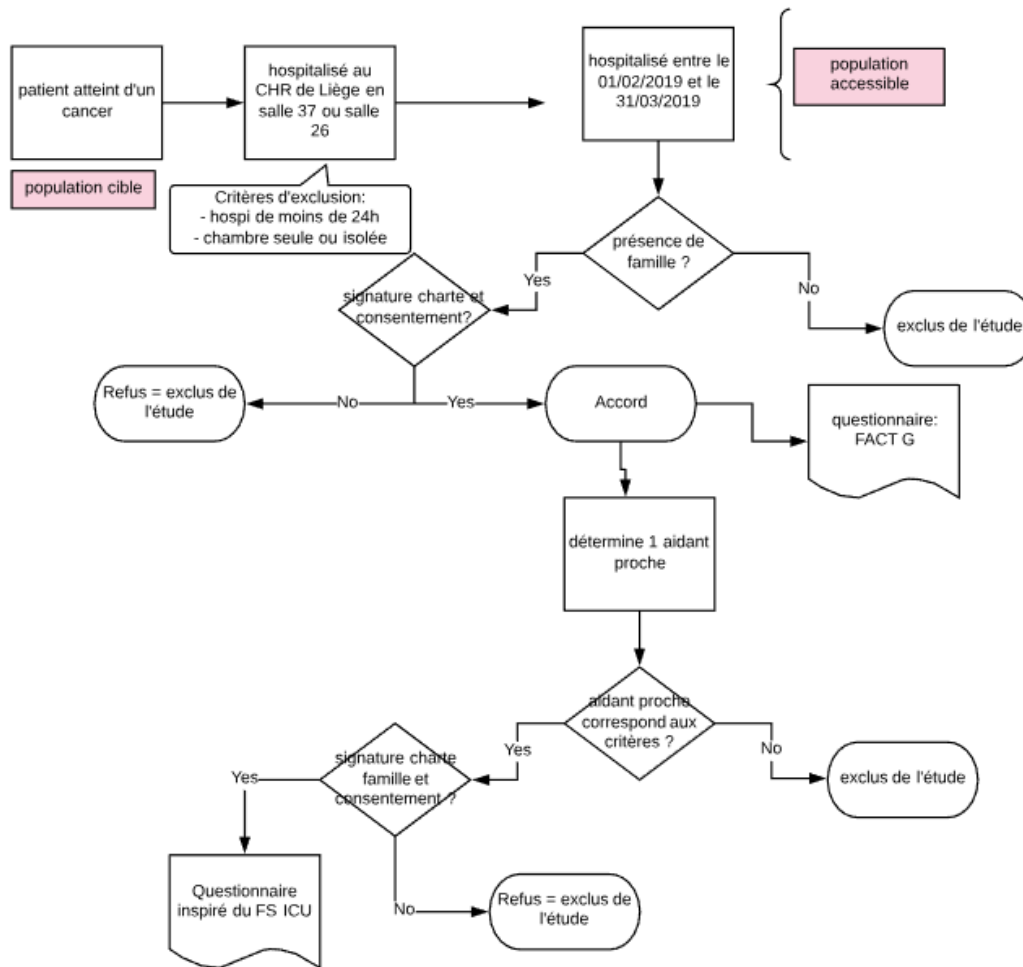 patient atteint d'un
cancer
hospitalisé au
CHR de Liège en
salle 37 ou salle
26
hospitalisé entre le
01/02/2019 et le
31/03/2019
population
accessible
population cible
Critères d'exclusion:
- hospi de moins de 24h
- chambre seule ou isolée
présence de
famille ?
Yes
No
signature charte et
consentement?
exclus de l'étude
Refus = exclus de
l'étude
No
Yes
Accord
questionnaire:
FACT G
détermine 1 aidant
proche
aidant proche
correspond aux
critères ?
Yes
No
signature charte
famille et
consentement ?
exclus de l'étude
Yes
Questionnaire
inspiré du FS ICU
No
Refus = exclus de
l'étude